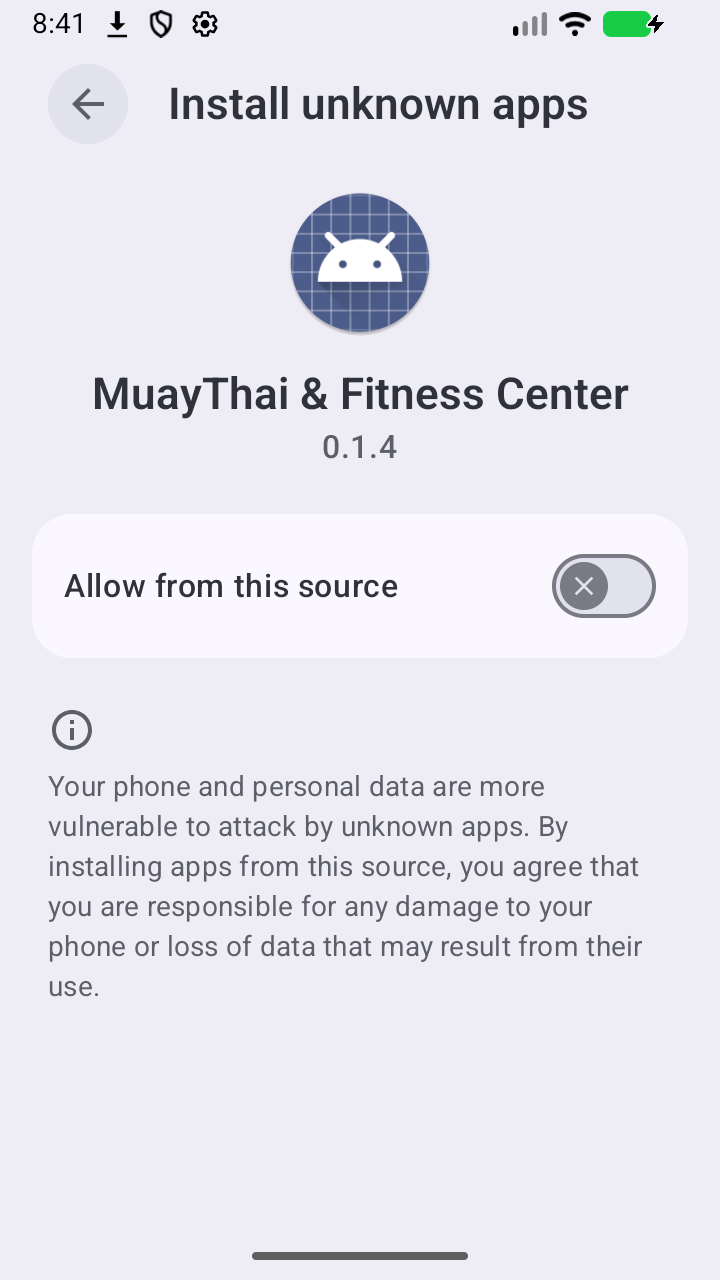 8:41
Install unknown apps
MuayThai & Fitness Center
0.1.4
Allow from this source
Your phone and personal data are more
vulnerable to attack by unknown apps. By
installing apps from this source, you agree that
you are responsible for any damage to your
phone or loss of data that may result from their
use.